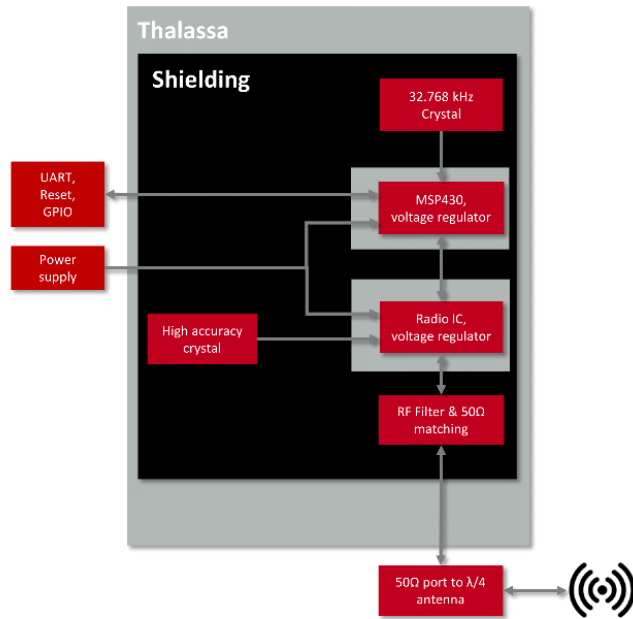 Thalassa
Shielding
32.768 kHz
Crystal
UART,
Reset,
GPIO
MSP430,
voltage regulator
Power
supply
High accuracy
crystal
Radio IC,
voltage regulator
RF Filter & 50Ω
matching
50Ω port to λ/4
antenna